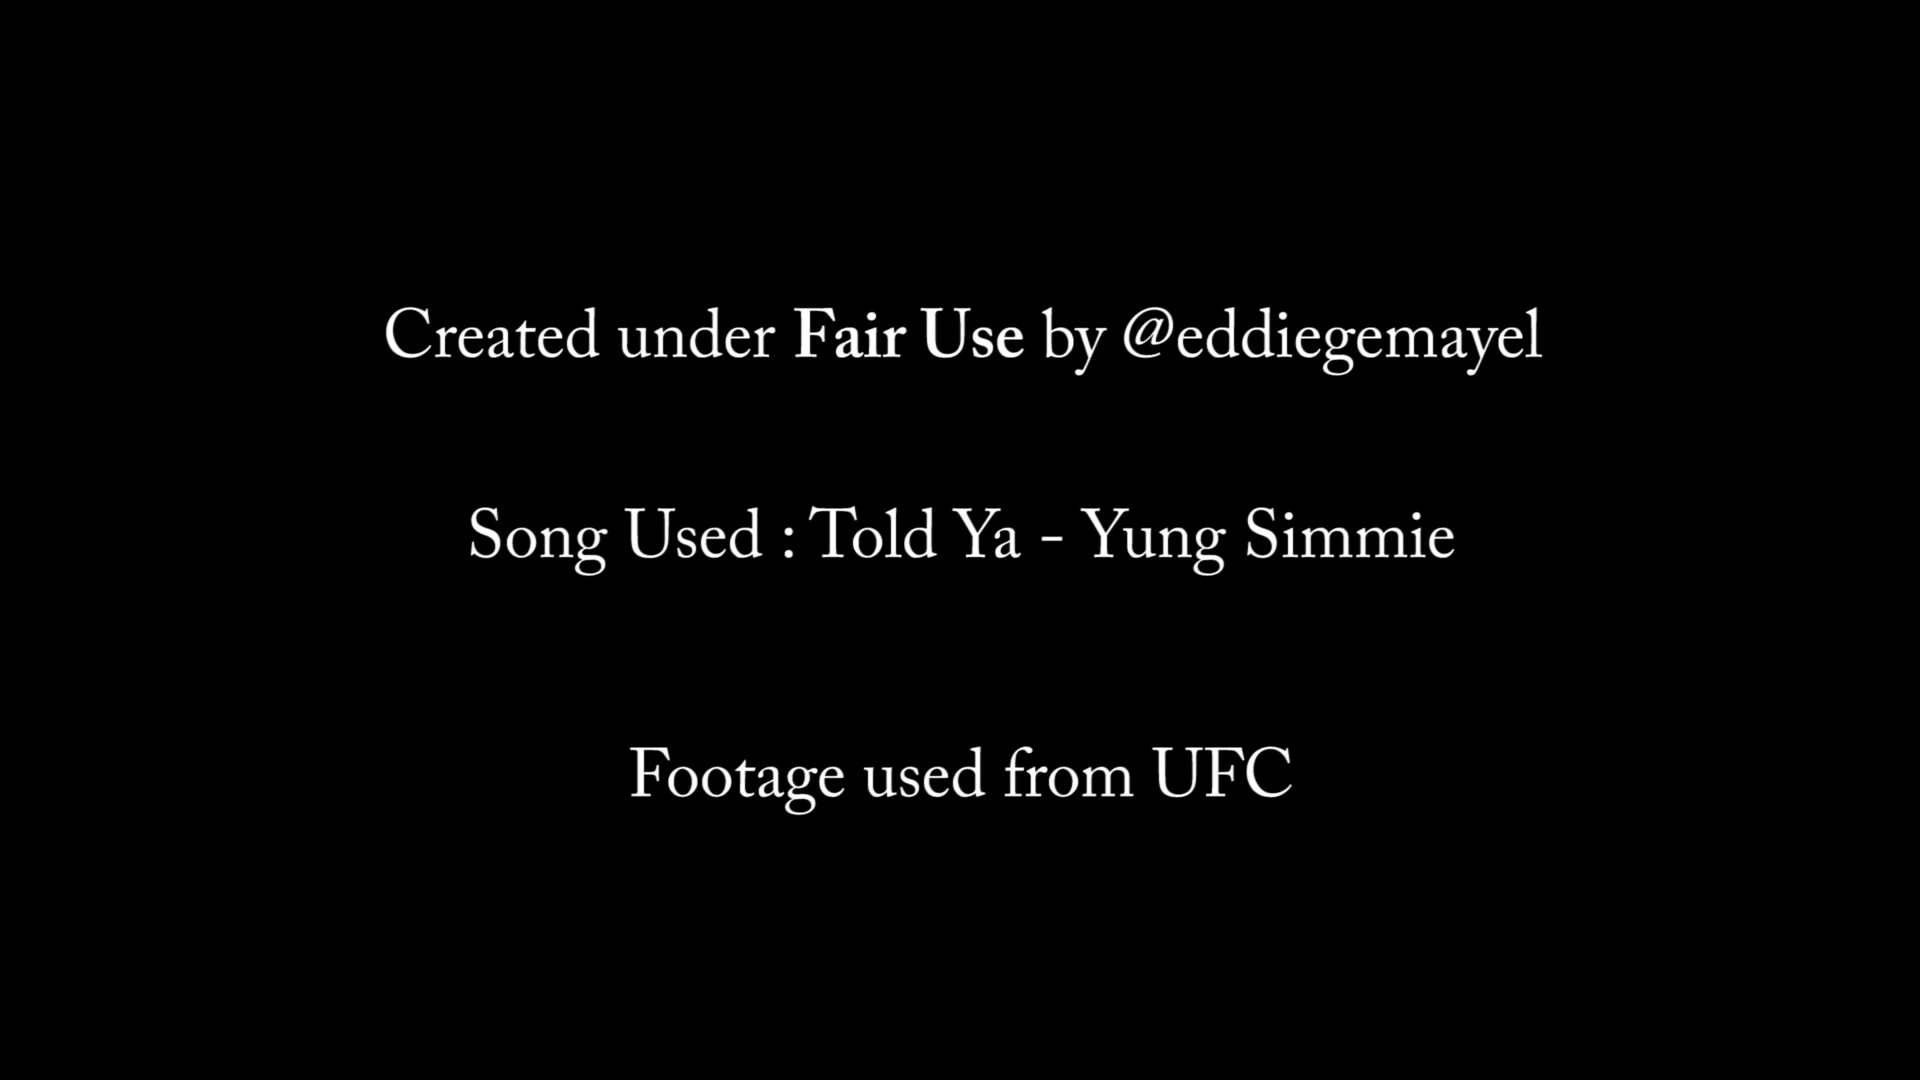 Created under Fair Use by @eddiegemayel
Song Used : Told Ya - Yung Simmie
Footage used from UFC